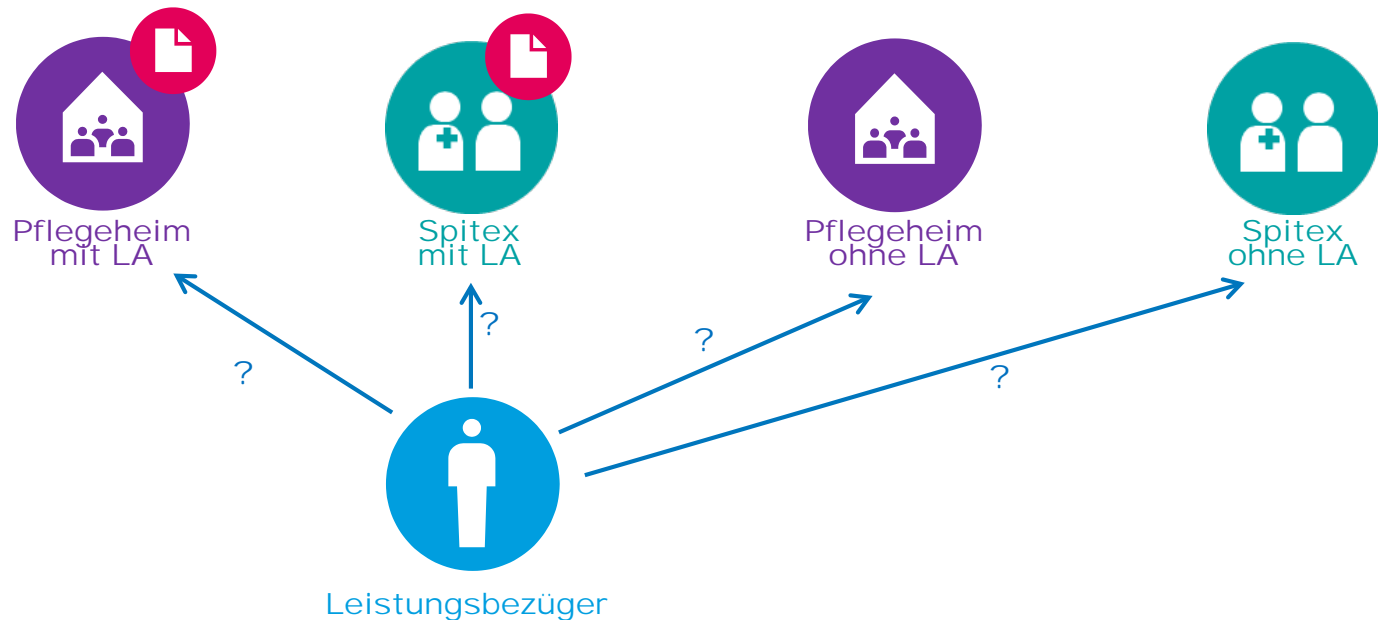 Pflegeheim
mit LA
Spitex
mit LA
Pflegeheim
ohne LA
Spitex
ohne LA
?
?
?
?
Leistungsbezüger